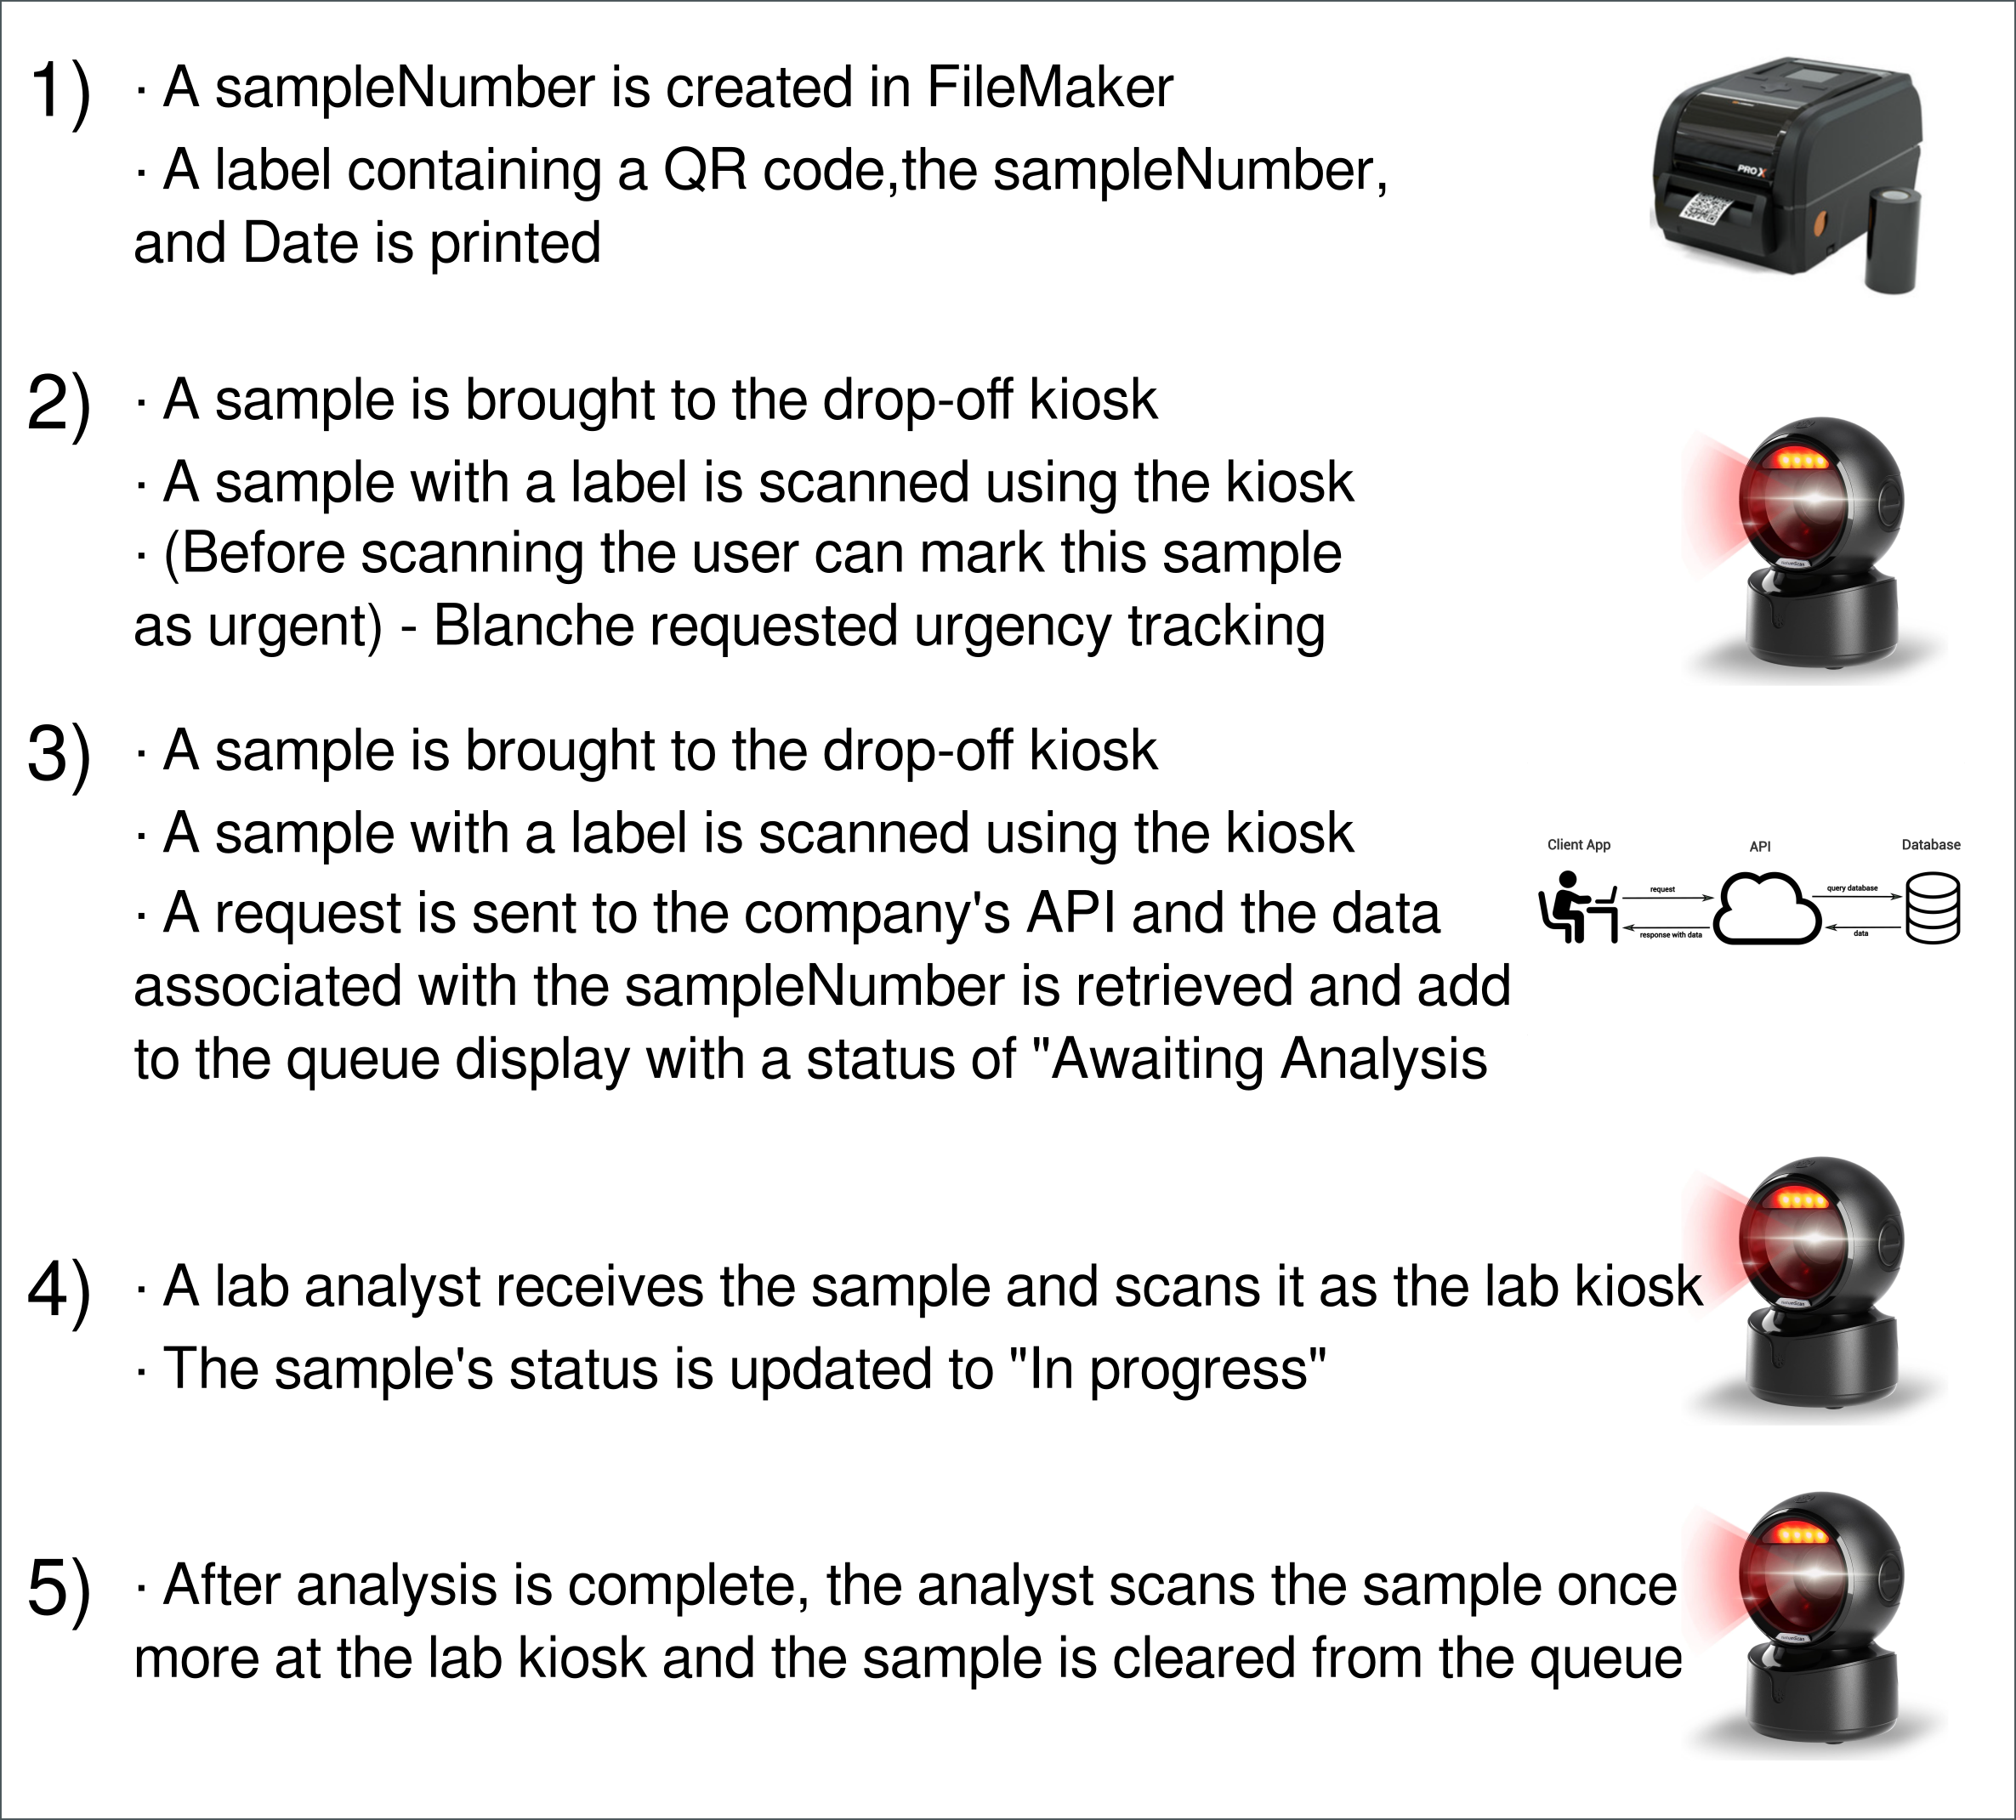 1) · A sampleNumber is created in FileMaker
· A label containing a QR code,the sampleNumber,
and Date is printed
PRO X
2) · A sample is brought to the drop-off kiosk
· A sample with a label is scanned using the kiosk
· (Before scanning the user can mark this sample
as urgent) - Blanche requested urgency tracking
3) · A sample is brought to the drop-off kiosk
· A sample with a label is scanned using the kiosk
· A request is sent to the company's API and the data
associated with the sampleNumber is retrieved and add
to the queue display with a status of "Awaiting Analysis
Client App
API
Database
request
query database
response with data
data
4) · A lab analyst receives the sample and scans it as the lab kiosk
· The sample's status is updated to "In progress"
5) · After analysis is complete, the analyst scans the sample once
more at the lab kiosk and the sample is cleared from the queue